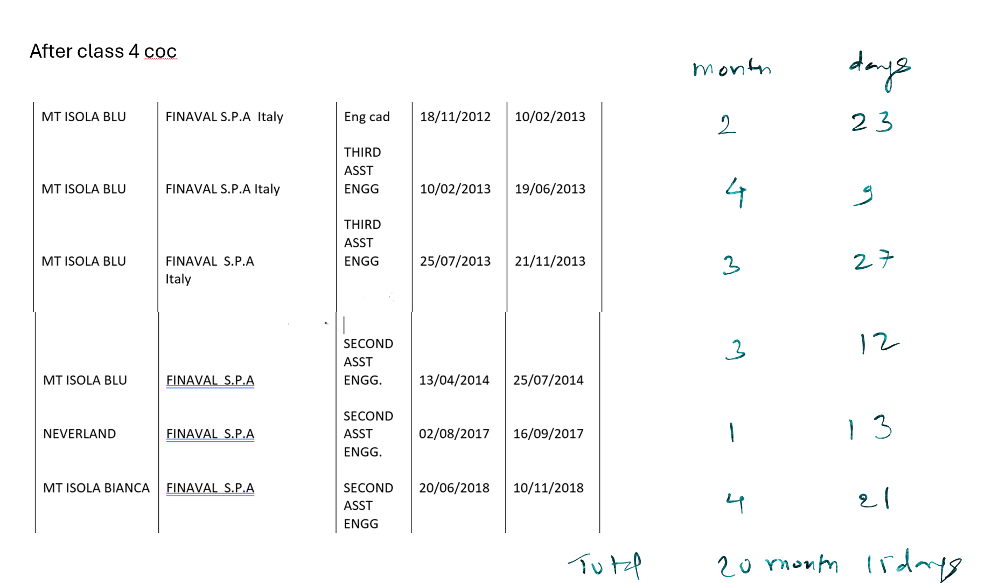 After class 4 coc
month days
MT ISOLA BLU FINAVAL S.P.A Italy Eng cad 18/11/2012 10/02/2013 2 23
THIRD
ASST
MT ISOLA BLU FINAVAL S.P.A Italy ENGG 10/02/2013 19/06/2013 4 9
THIRD
ASST
MT ISOLA BLU FINAVAL S.P.A ENGG 25/07/2013 21/11/2013 3 27
Italy
SECOND 3 12
ASST
MT ISOLA BLU FINAVAL S.P.A ENGG. 13/04/2014 25/07/2014
SECOND
NEVERLAND FINAVAL S.P.A ASST 02/08/2017 16/09/2017 1 13
ENGG.
MT ISOLA BIANCA FINAVAL S.P.A SECOND 20/06/2018 10/11/2018 4 21
ASST
ENGG
Total 20 month 15 days